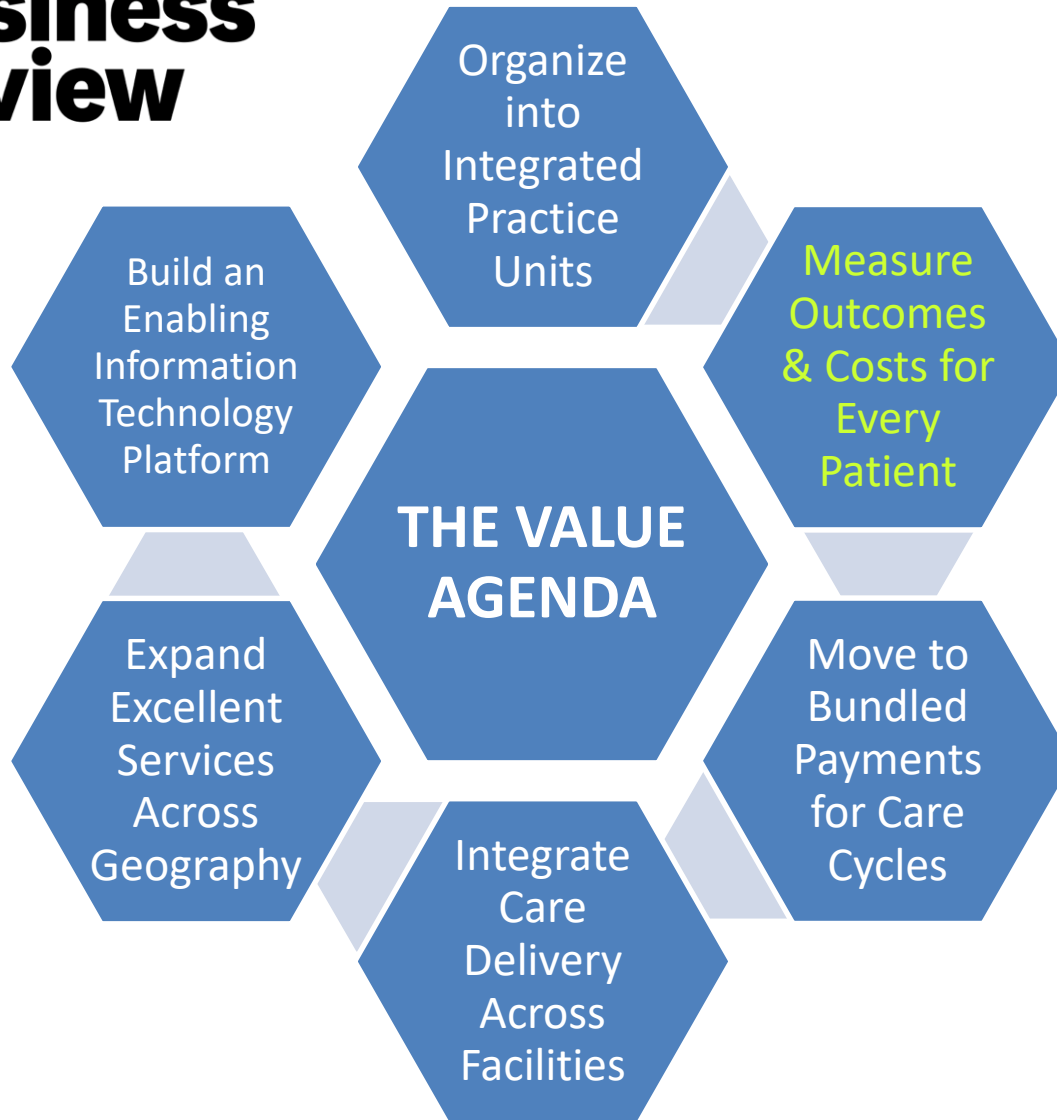 siness
view
Organize
into
Integrated
Practice
Units
Measure
Outcomes
& Costs for
Every
Patient
Move to
Bundled
Payments
for Care
Cycles
Integrate
Care
Delivery
Across
Facilities
Expand
Excellent
Services
Across
Geography
Build an
Enabling
Information
Technology
Platform
THE VALUE
AGENDA